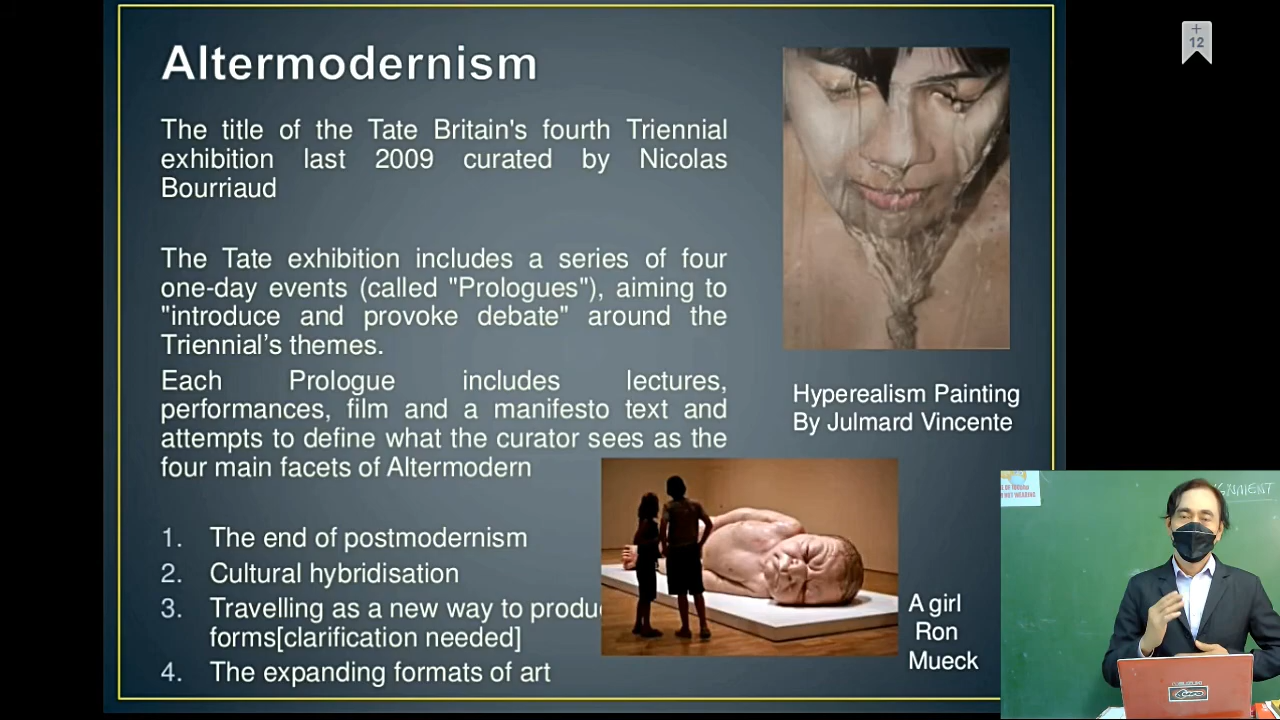 Altermodernism
The title of the Tate Britain's fourth Triennial
exhibition last 2009 curated by Nicolas
Bourriaud
The Tate exhibition includes a series of four
one-day events (called "Prologues"), aiming to
"introduce and provoke debate" around the
Triennial’s themes.
Each Prologue includes lectures,
performances, film and a manifesto text and
attempts to define what the curator sees as the
four main facets of Altermodern
1. The end of postmodernism
2. Cultural hybridisation
3. Travelling as a new way to produ
forms[clarification needed]
4. The expanding formats of art
+
12
Hyperealism Painting
By Julmard Vincente
A girl
Ron
Mueck